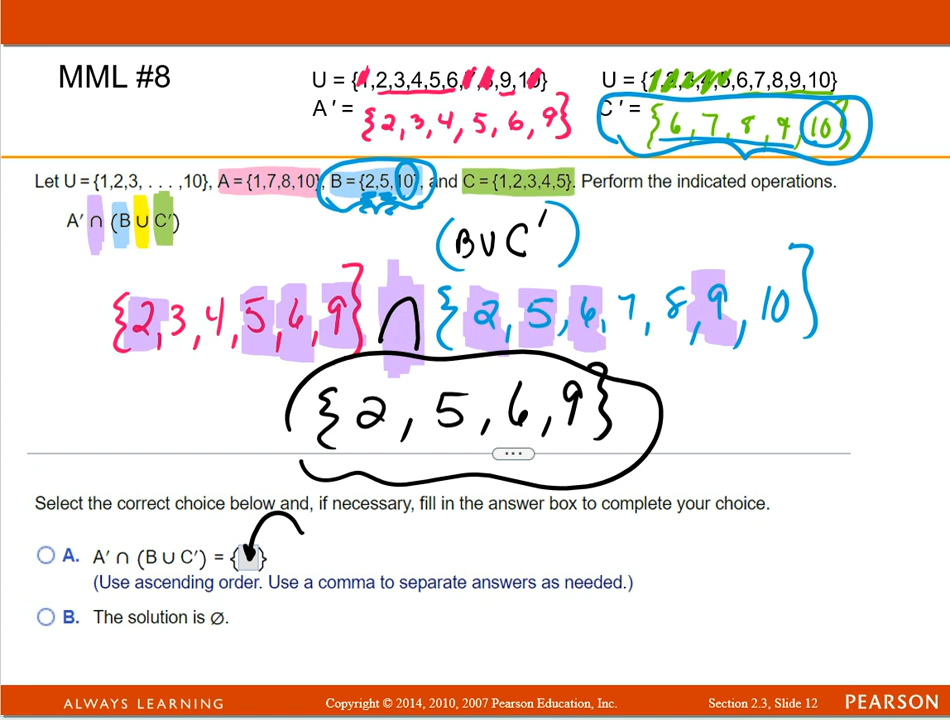 MML #8
U = {1,2,3,4,5,6,7,8,9,10}
U = {1,2,3,4,5,6,7,8,9,10}
A′ = {2,3,4,5,6,9}
C′ = {6,7,8,9,10}
Let U = {1,2,3, . . . ,10}, A = {1,7,8,10}, B = {2,5,10}, and C = {1,2,3,4,5}. Perform the indicated operations.
A′ ∩ (B ∪ C′)
(B∪C′)
{2,3,4,5,6,9} ∩ {2,5,6,7,8,9,10}
{2,5,6,9}
Select the correct choice below and, if necessary, fill in the answer box to complete your choice.
A. A′ ∩ (B ∪ C′) = { }
(Use ascending order. Use a comma to separate answers as needed.)
B. The solution is ∅.
ALWAYS LEARNING
Copyright © 2014, 2010, 2007 Pearson Education, Inc.
Section 2.3, Slide 12
PEARSON